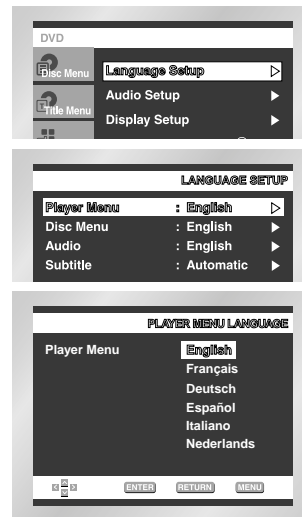 DVD
Disc Menu
Language Setup
Title Menu
Audio Setup
Display Setup
LANGUAGE SETUP
Player Menu : English
Disc Menu : English
Audio : English
Subtitle : Automatic
PLAYER MENU LANGUAGE
Player Menu English
Français
Deutsch
Español
Italiano
Nederlands
ENTER RETURN MENU